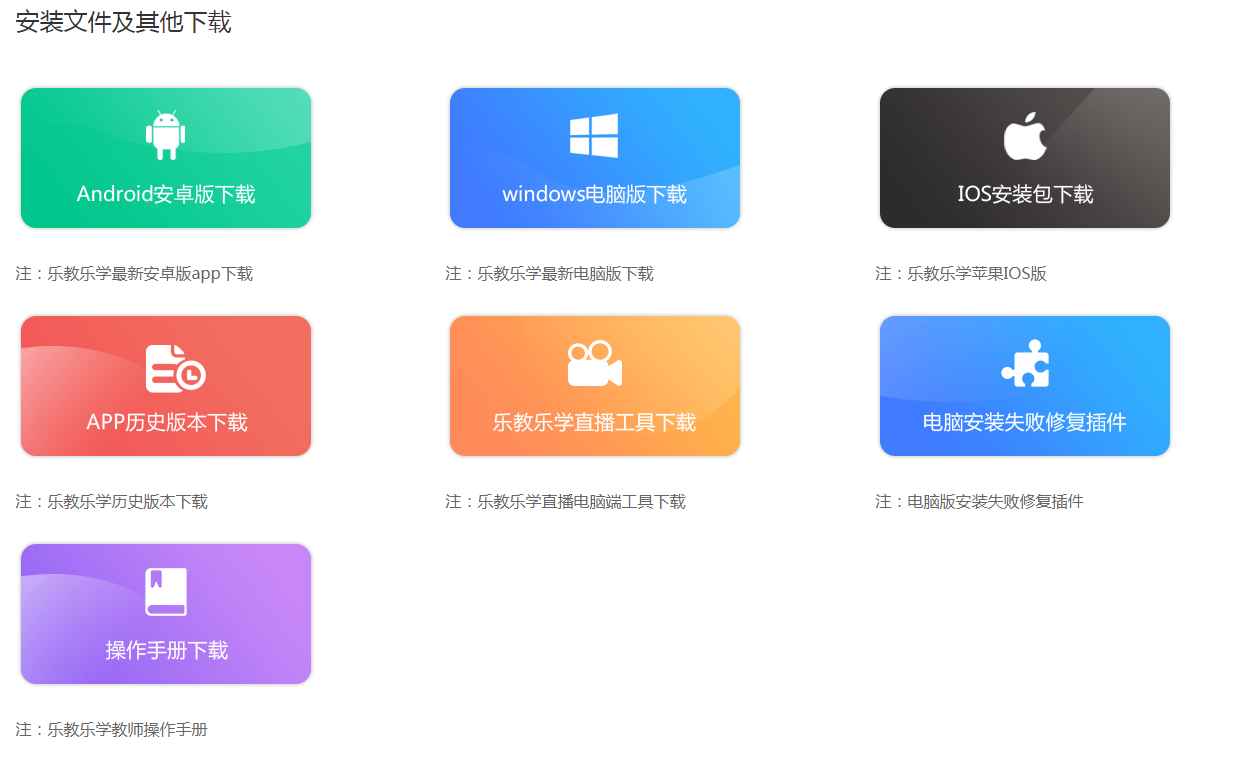 安装文件及其他下载
Android安卓版下载
windows电脑版下载
IOS安装包下载
注：乐教乐学最新安卓版app下载
注：乐教乐学最新电脑版下载
注：乐教乐学苹果IOS版
APP历史版本下载
乐教乐学直播工具下载
电脑安装失败修复插件
注：乐教乐学历史版本下载
注：乐教乐学直播电脑端工具下载
注：电脑版安装失败修复插件
操作手册下载
注：乐教乐学教师操作手册